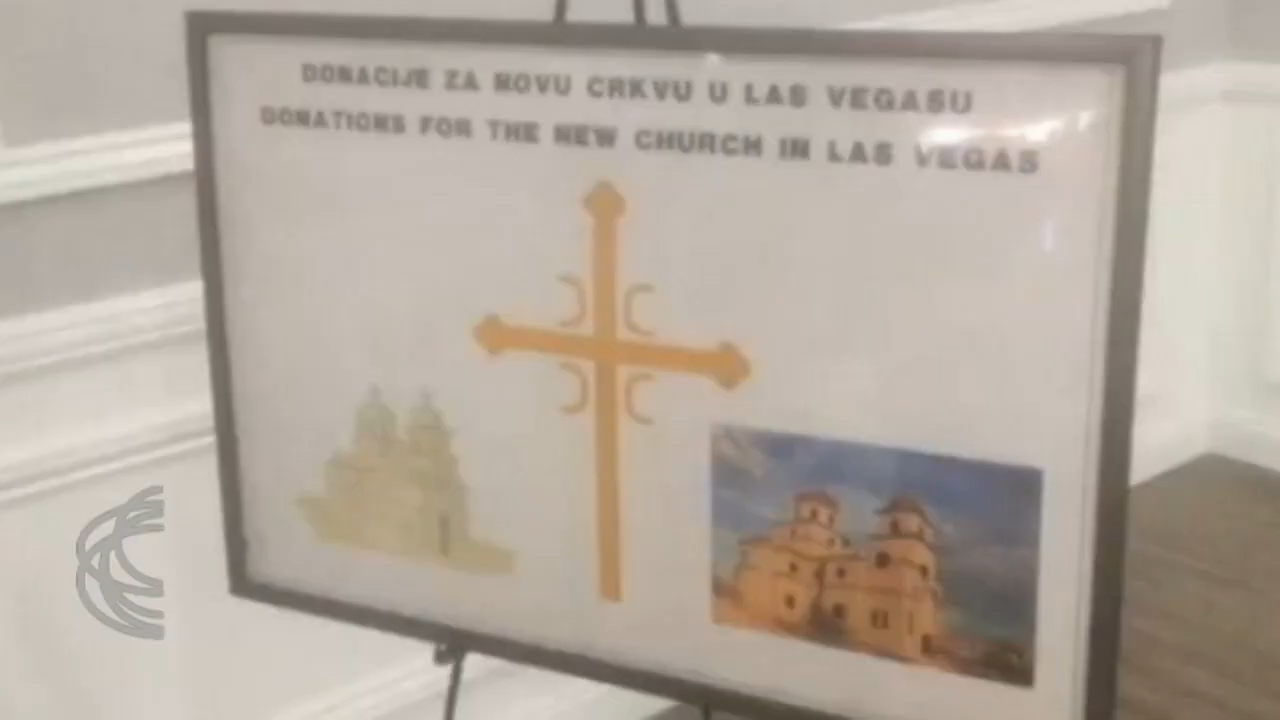 DONACIJE ZA NOVU CRKVU U LAS VEGASU
DONATIONS FOR THE NEW CHURCH IN LAS VEGAS